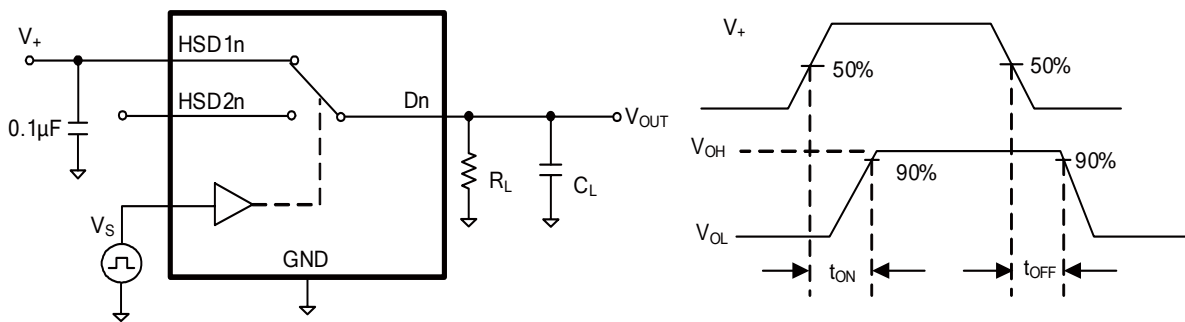 V+
HSD1n
HSD2n
Dn
0.1µF
VOUT
RL
CL
VS
GND
V+
50%
50%
VOH
90%
90%
VOL
tON
tOFF